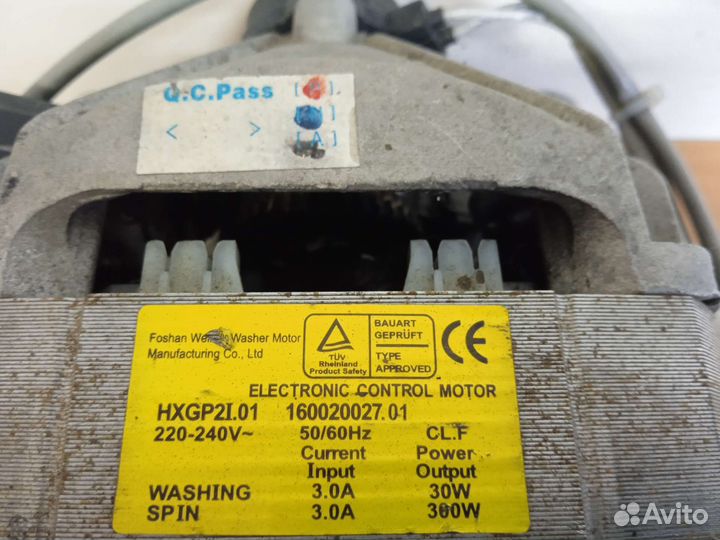 Q.C.Pass [ ].
[ ]
< > [A]
Foshan Washer Motor
Manufacturing Co., Ltd
TÜV
Rheinland
Product Safety
BAUART
GEPRÜFT
TYPE
APPROVED
CE
ELECTRONIC CONTROL MOTOR
HXGP2I.01 160020027.01
220-240V~ 50/60Hz CL.F
Current Power
Input Output
WASHING 3.0A 30W
SPIN 3.0A 300W
Avito